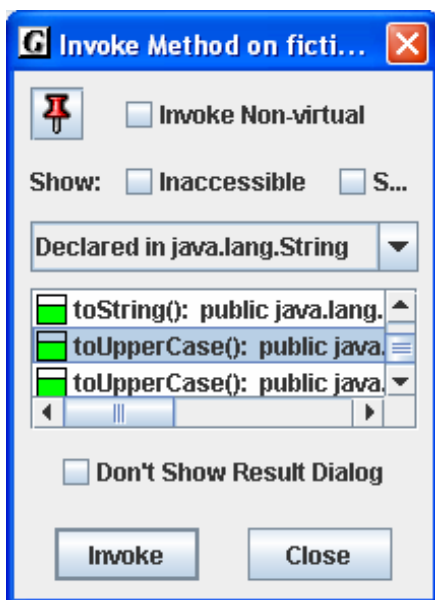 G Invoke Method on ficti...
Invoke Non-virtual
Show: Inaccessible S...
Declared in java.lang.String
toString(): public java.lang.
toUpperCase(): public java.
toUpperCase(): public java.
Don't Show Result Dialog
Invoke Close